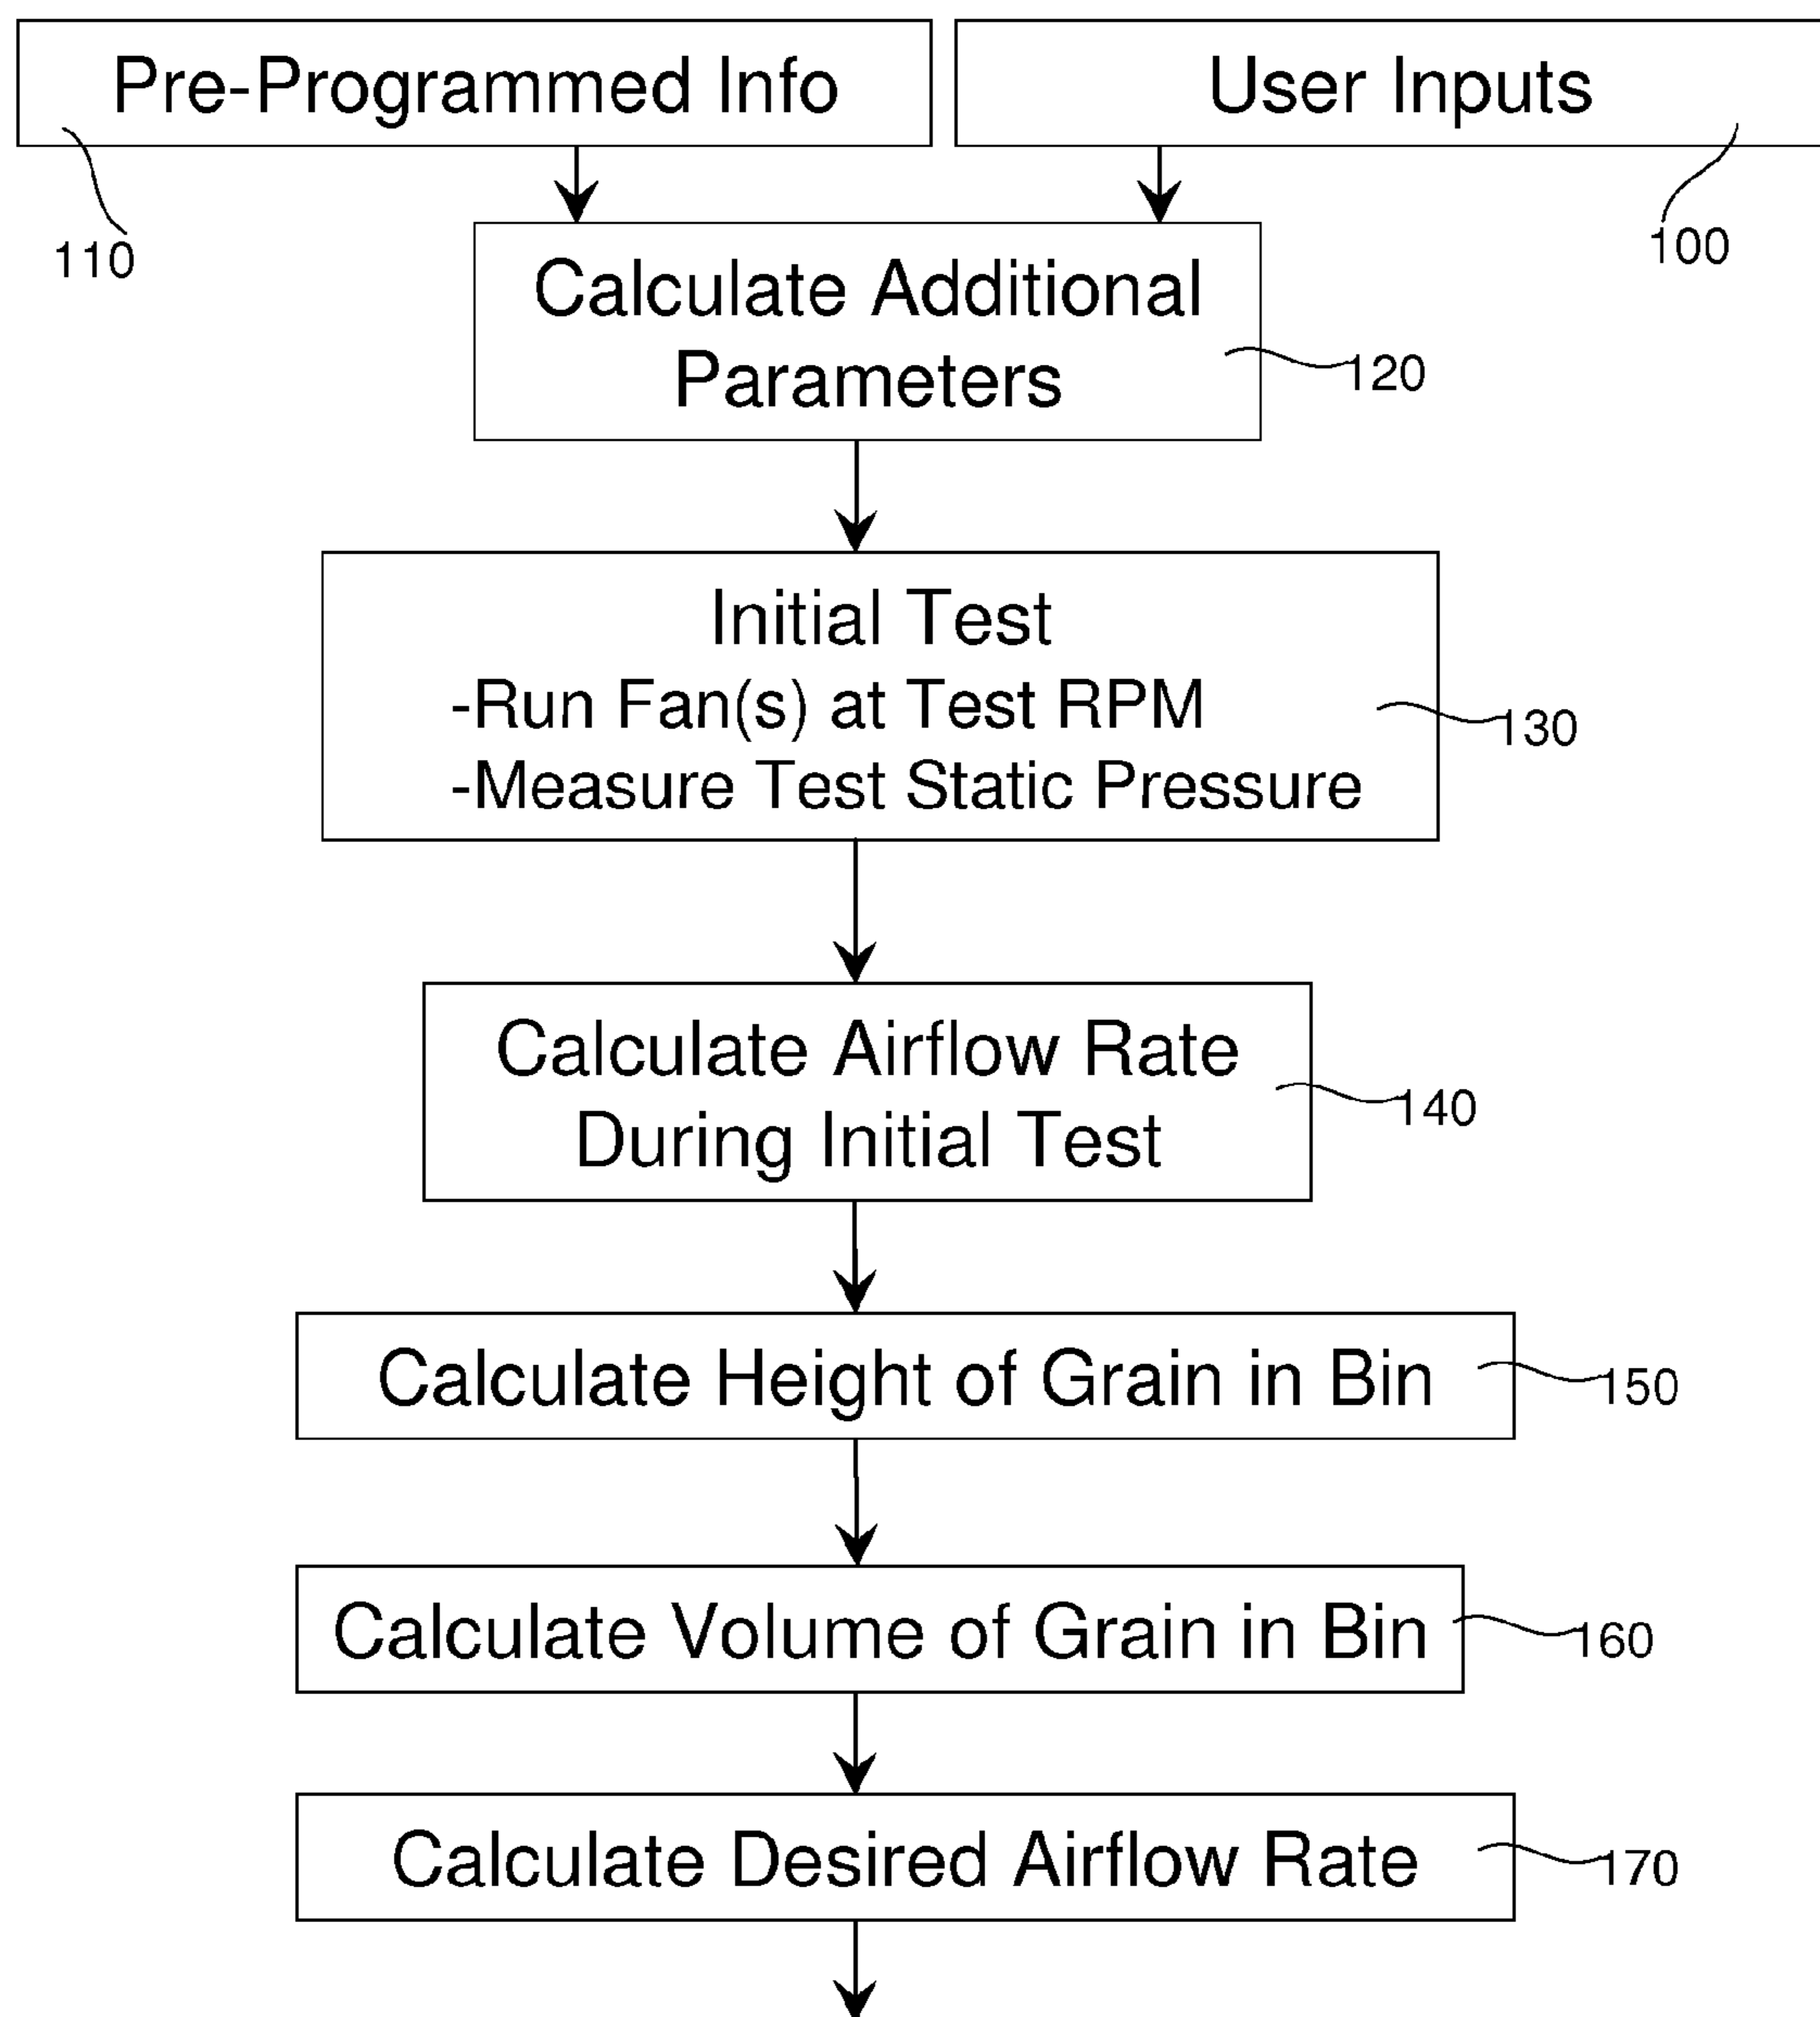 Pre-Programmed Info
User Inputs
110
100
Calculate Additional
Parameters
120
Initial Test
-Run Fan(s) at Test RPM
-Measure Test Static Pressure
130
Calculate Airflow Rate
During Initial Test
140
Calculate Height of Grain in Bin
150
Calculate Volume of Grain in Bin
160
Calculate Desired Airflow Rate
170